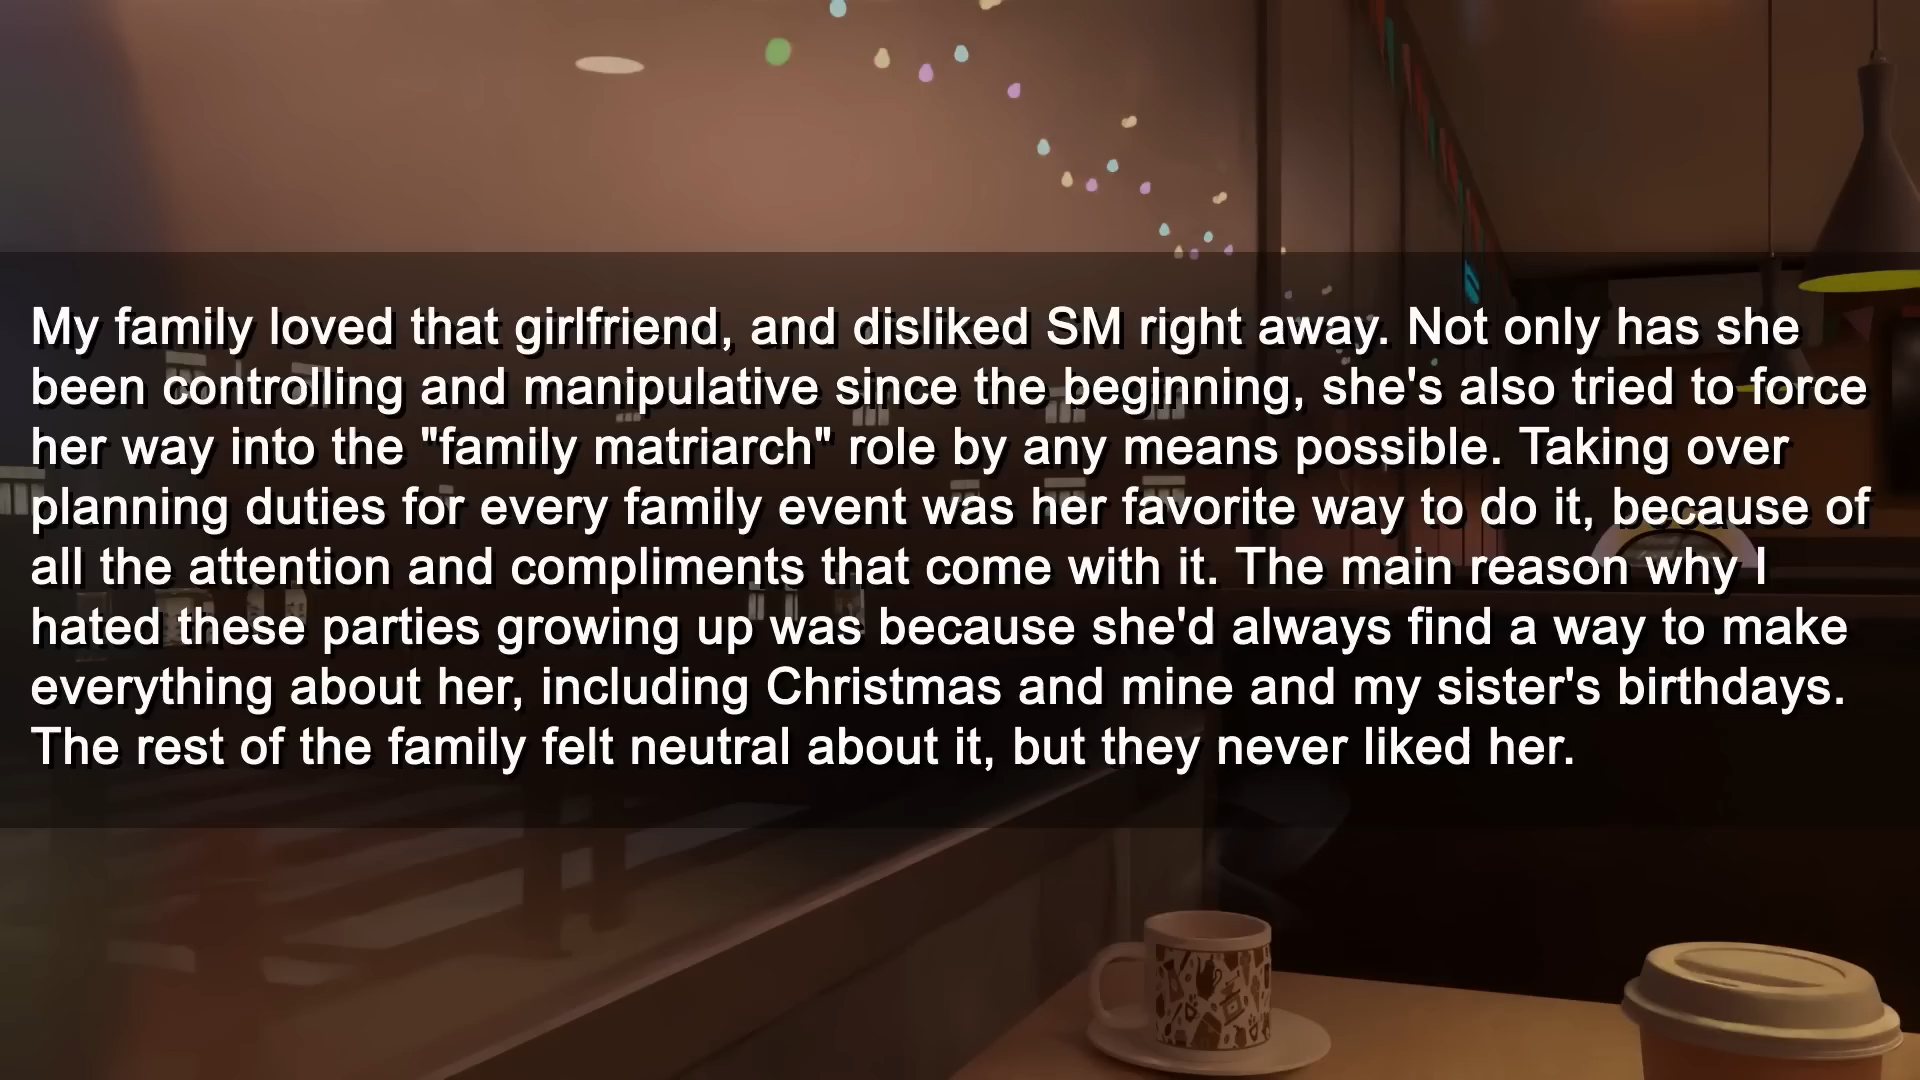 My family loved that girlfriend, and disliked SM right away. Not only has she
been controlling and manipulative since the beginning, she's also tried to force
her way into the "family matriarch" role by any means possible. Taking over
planning duties for every family event was her favorite way to do it, because of
all the attention and compliments that come with it. The main reason why I
hated these parties growing up was because she'd always find a way to make
everything about her, including Christmas and mine and my sister's birthdays.
The rest of the family felt neutral about it, but they never liked her.